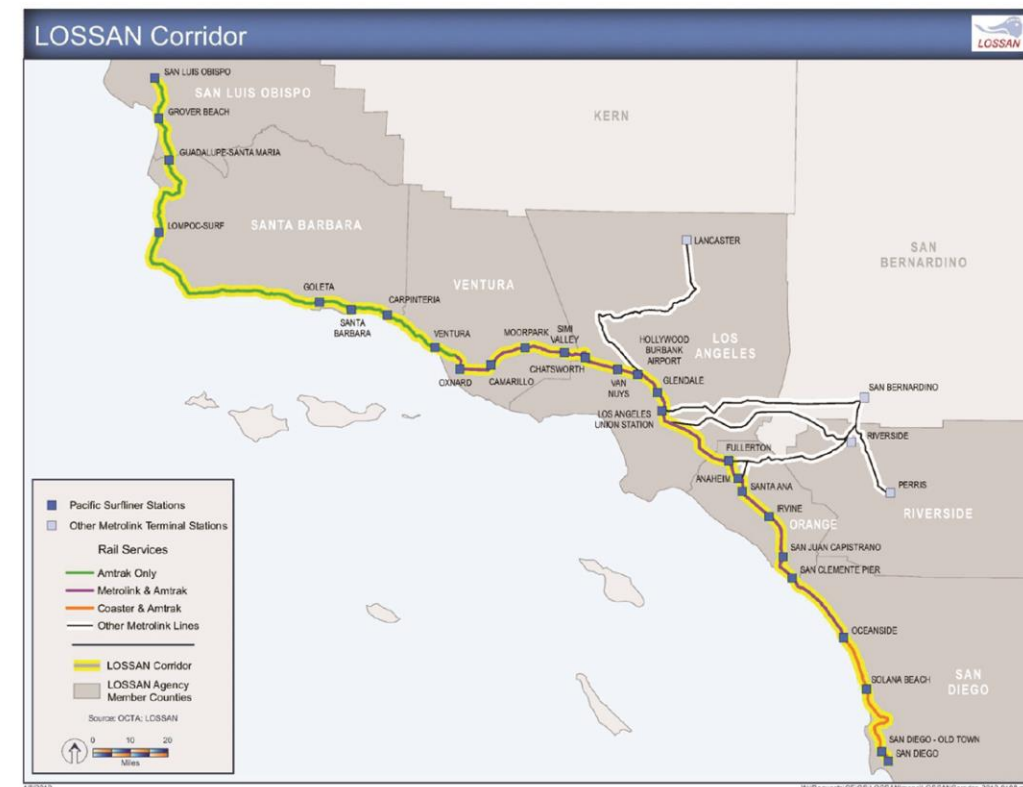 LOSSAN Corridor
LOSSAN
SAN LUIS OBISPO
SAN LUIS OBISPO
GROVER BEACH
GUADALUPE-SANTA MARIA
LOMPOC-SURF
SANTA BARBARA
KERN
GOLETA
SANTA
BARBARA
CARPINTERIA
VENTURA
VENTURA
OXNARD
CAMARILLO
MOORPARK
SIMI
VALLEY
CHATSWORTH
VAN
NUYS
HOLLYWOOD
BURBANK
AIRPORT
GLENDALE
LOS ANGELES
UNION STATION
LANCASTER
LOS
ANGELES
SAN
BERNARDINO
SAN BERNARDINO
RIVERSIDE
PERRIS
RIVERSIDE
FULLERTON
ANAHEIM
SANTA ANA
IRVINE
ORANGE
SAN JUAN CAPISTRANO
SAN CLEMENTE PIER
OCEANSIDE
SOLANA BEACH
SAN
DIEGO
SAN DIEGO - OLD TOWN
SAN DIEGO
Pacific Surfliner Stations
Other Metrolink Terminal Stations
Rail Services
Amtrak Only
Metrolink & Amtrak
Coaster & Amtrak
Other Metrolink Lines
LOSSAN Corridor
LOSSAN Agency
Member Counties
Source: OCTA; LOSSAN
0 10 20
Miles